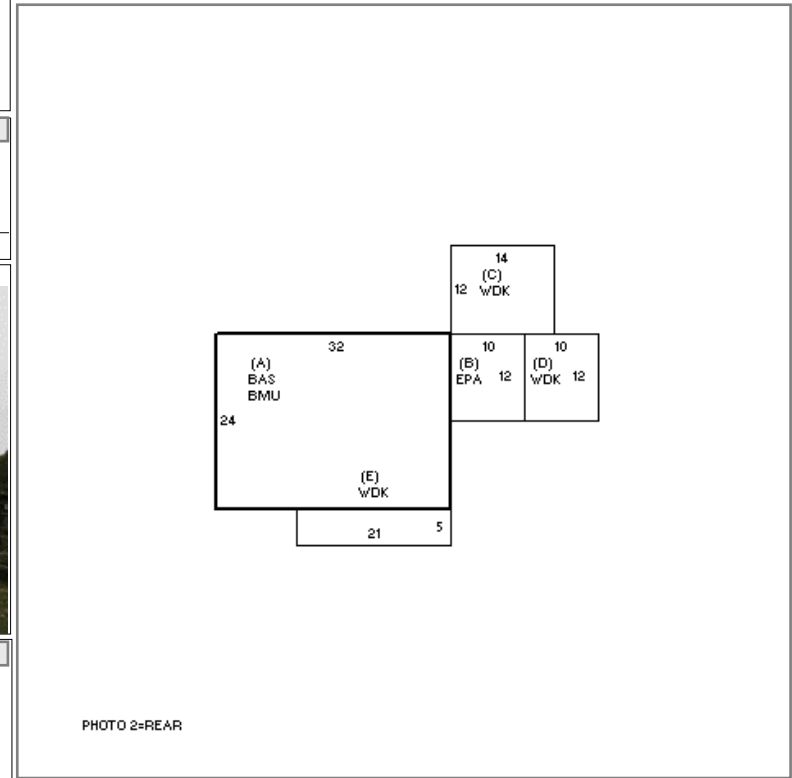 14
(C)
12 WDK
32
10
10
(A)
BAS
BMU
(B)
EPA 12
(D)
WDK 12
24
(E)
WDK
21
5
PHOTO 2=REAR